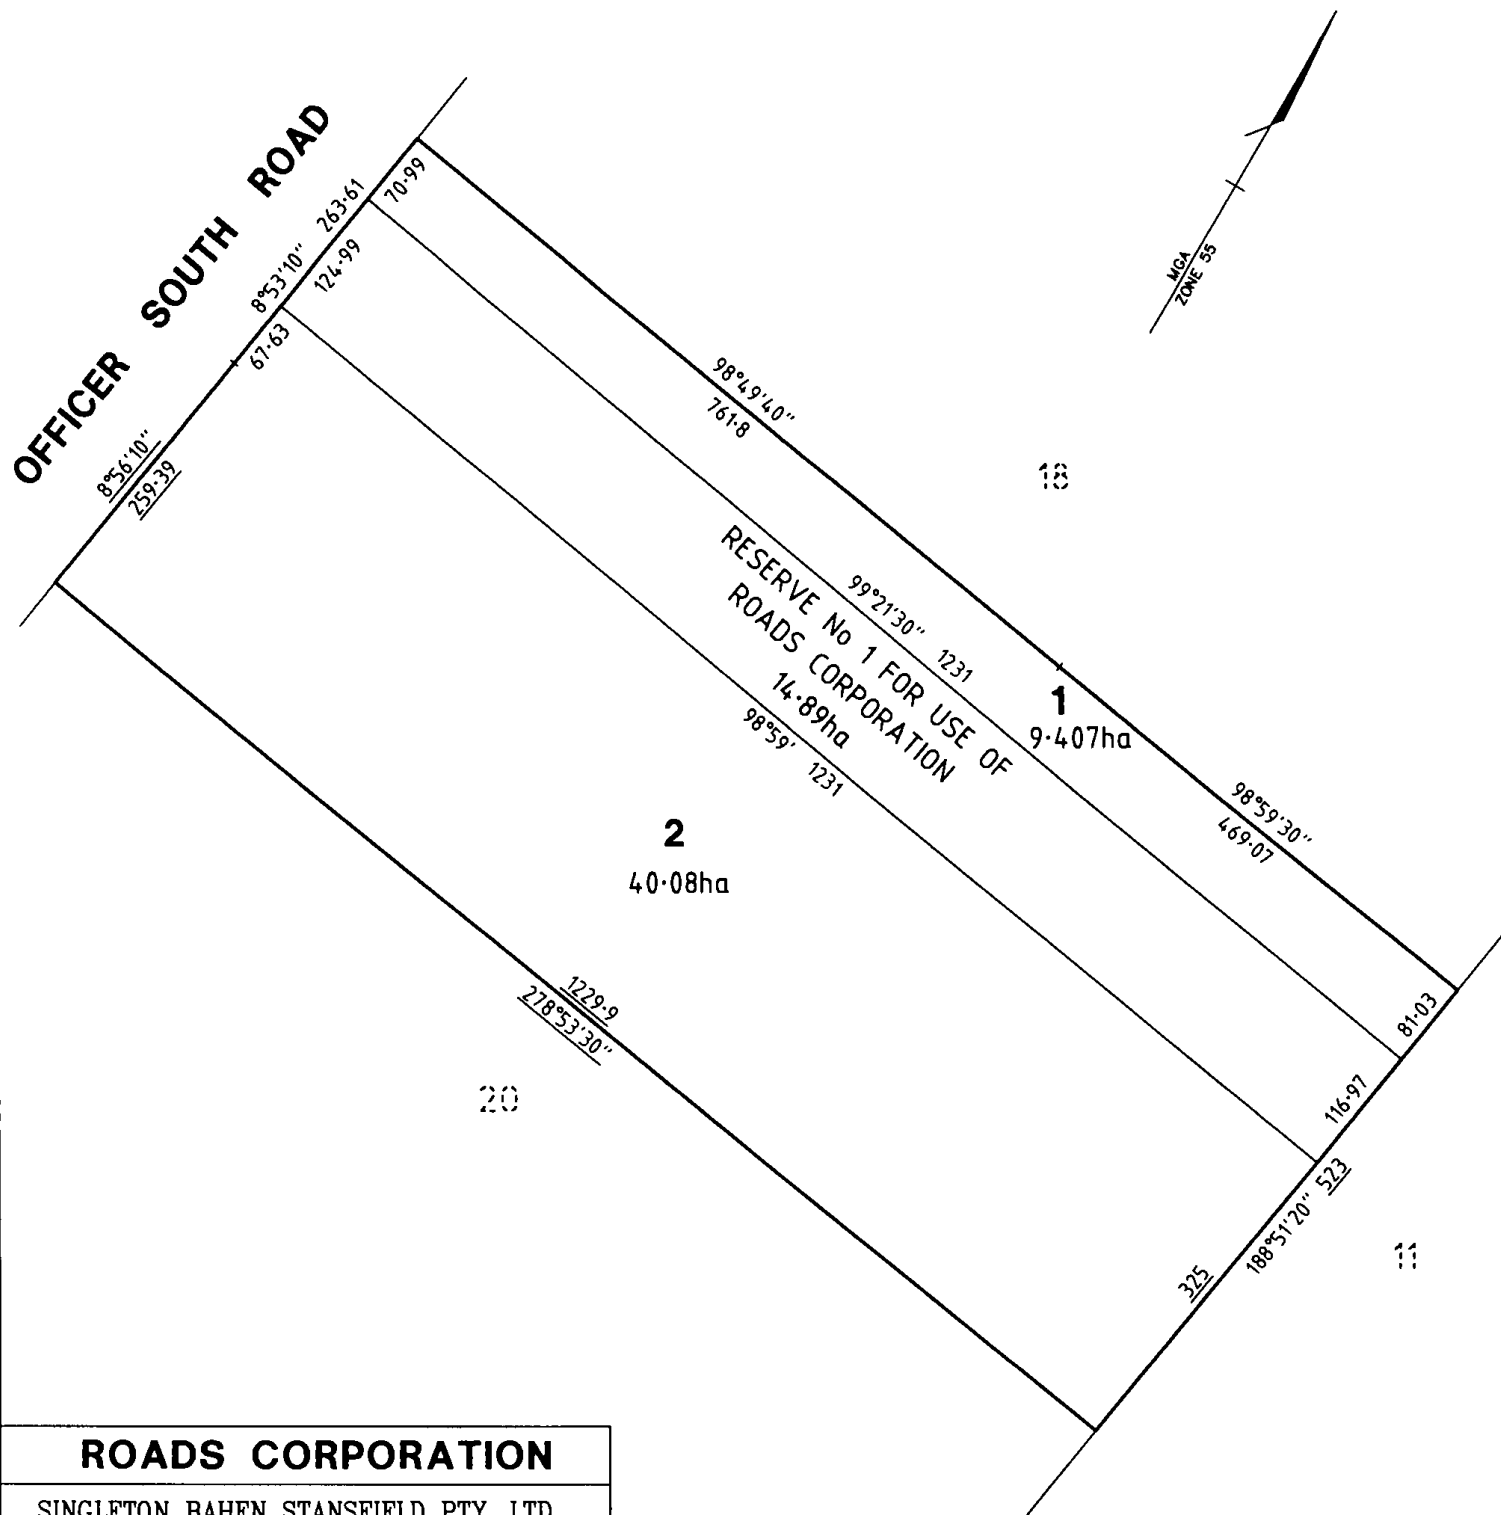 OFFICER SOUTH ROAD
263·61
70·99
8°53'10"
124·99
67·63
8°56'10"
259·39
MGA
ZONE 55
98°49'40"
761·8
18
RESERVE No 1 FOR USE OF
ROADS CORPORATION
14·89ha
99°21'30" 1231
98°59' 1231
1
9·407ha
98°59'30"
469·07
2
40·08ha
1229·9
278°53'30"
81·03
116·97
188°51'20" 523
325
20
11
ROADS CORPORATION
SINGLETON BAHEN STANSFIELD PTY LTD